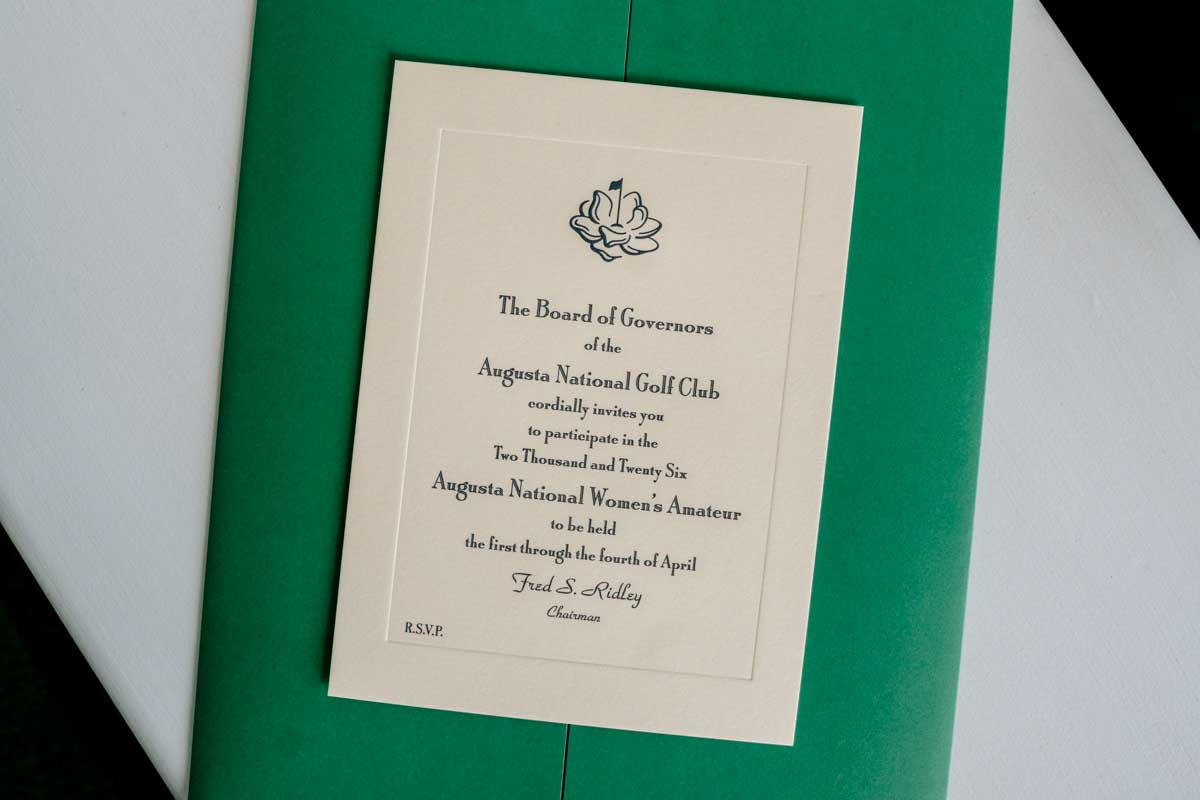 The Board of Governors
of the
Augusta National Golf Club
cordially invites you
to participate in the
Two Thousand and Twenty Six
Augusta National Women's Amateur
to be held
the first through the fourth of April
Fred S. Ridley
Chairman
R.S.V.P.